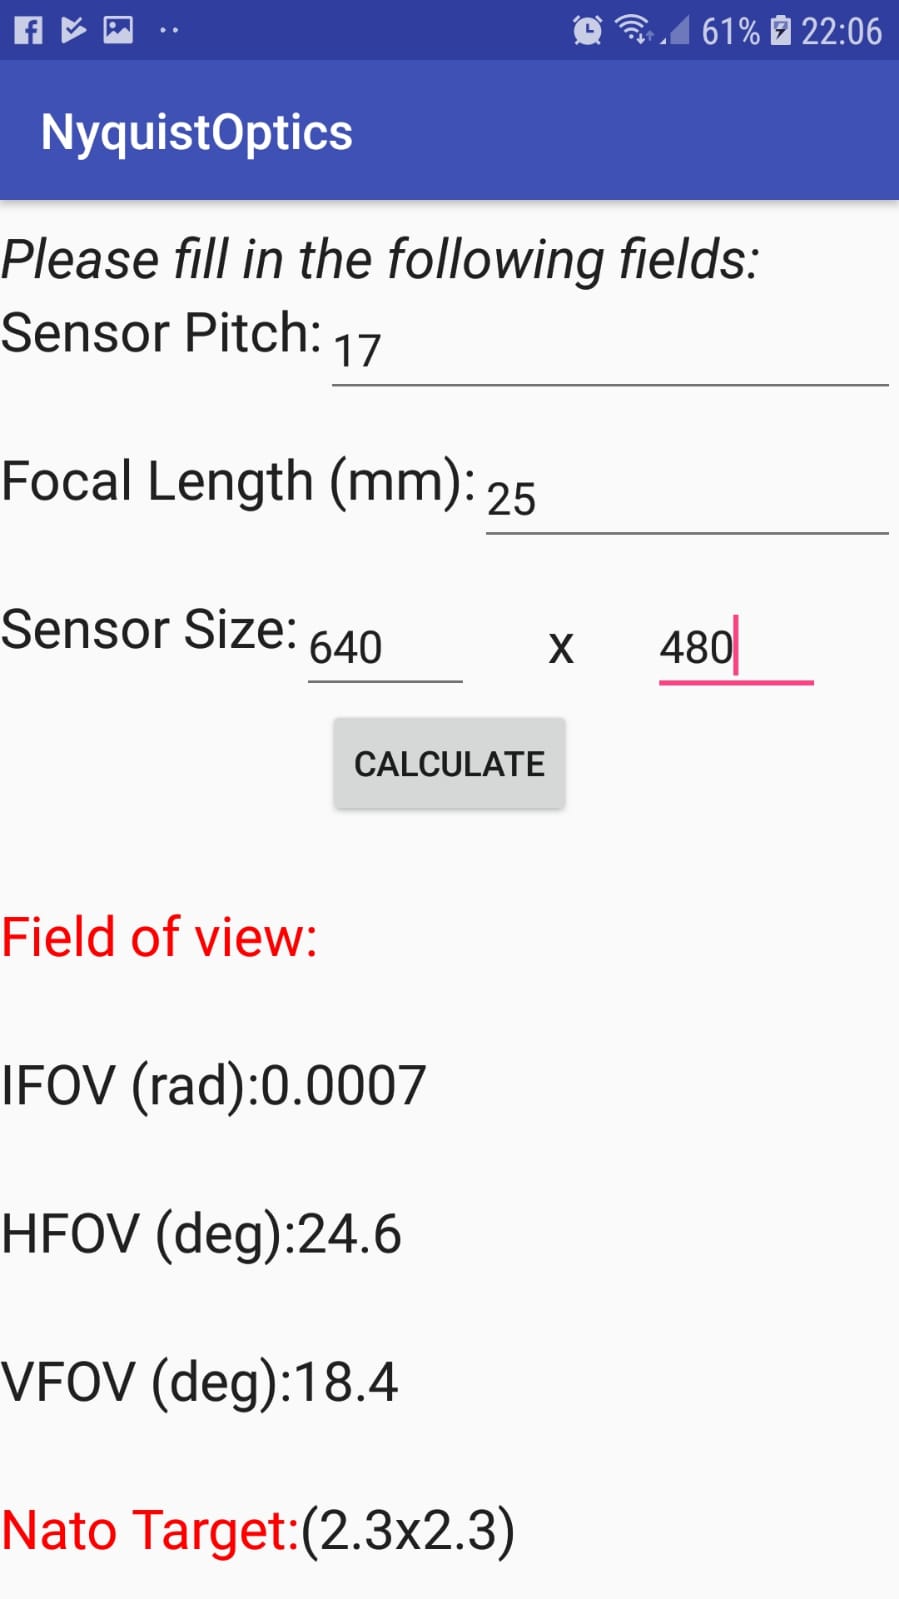 61% 22:06
NyquistOptics
Please fill in the following fields:
Sensor Pitch: 17
Focal Length (mm): 25
Sensor Size: 640 x 480
CALCULATE
Field of view:
IFOV (rad):0.0007
HFOV (deg):24.6
VFOV (deg):18.4
Nato Target:(2.3x2.3)